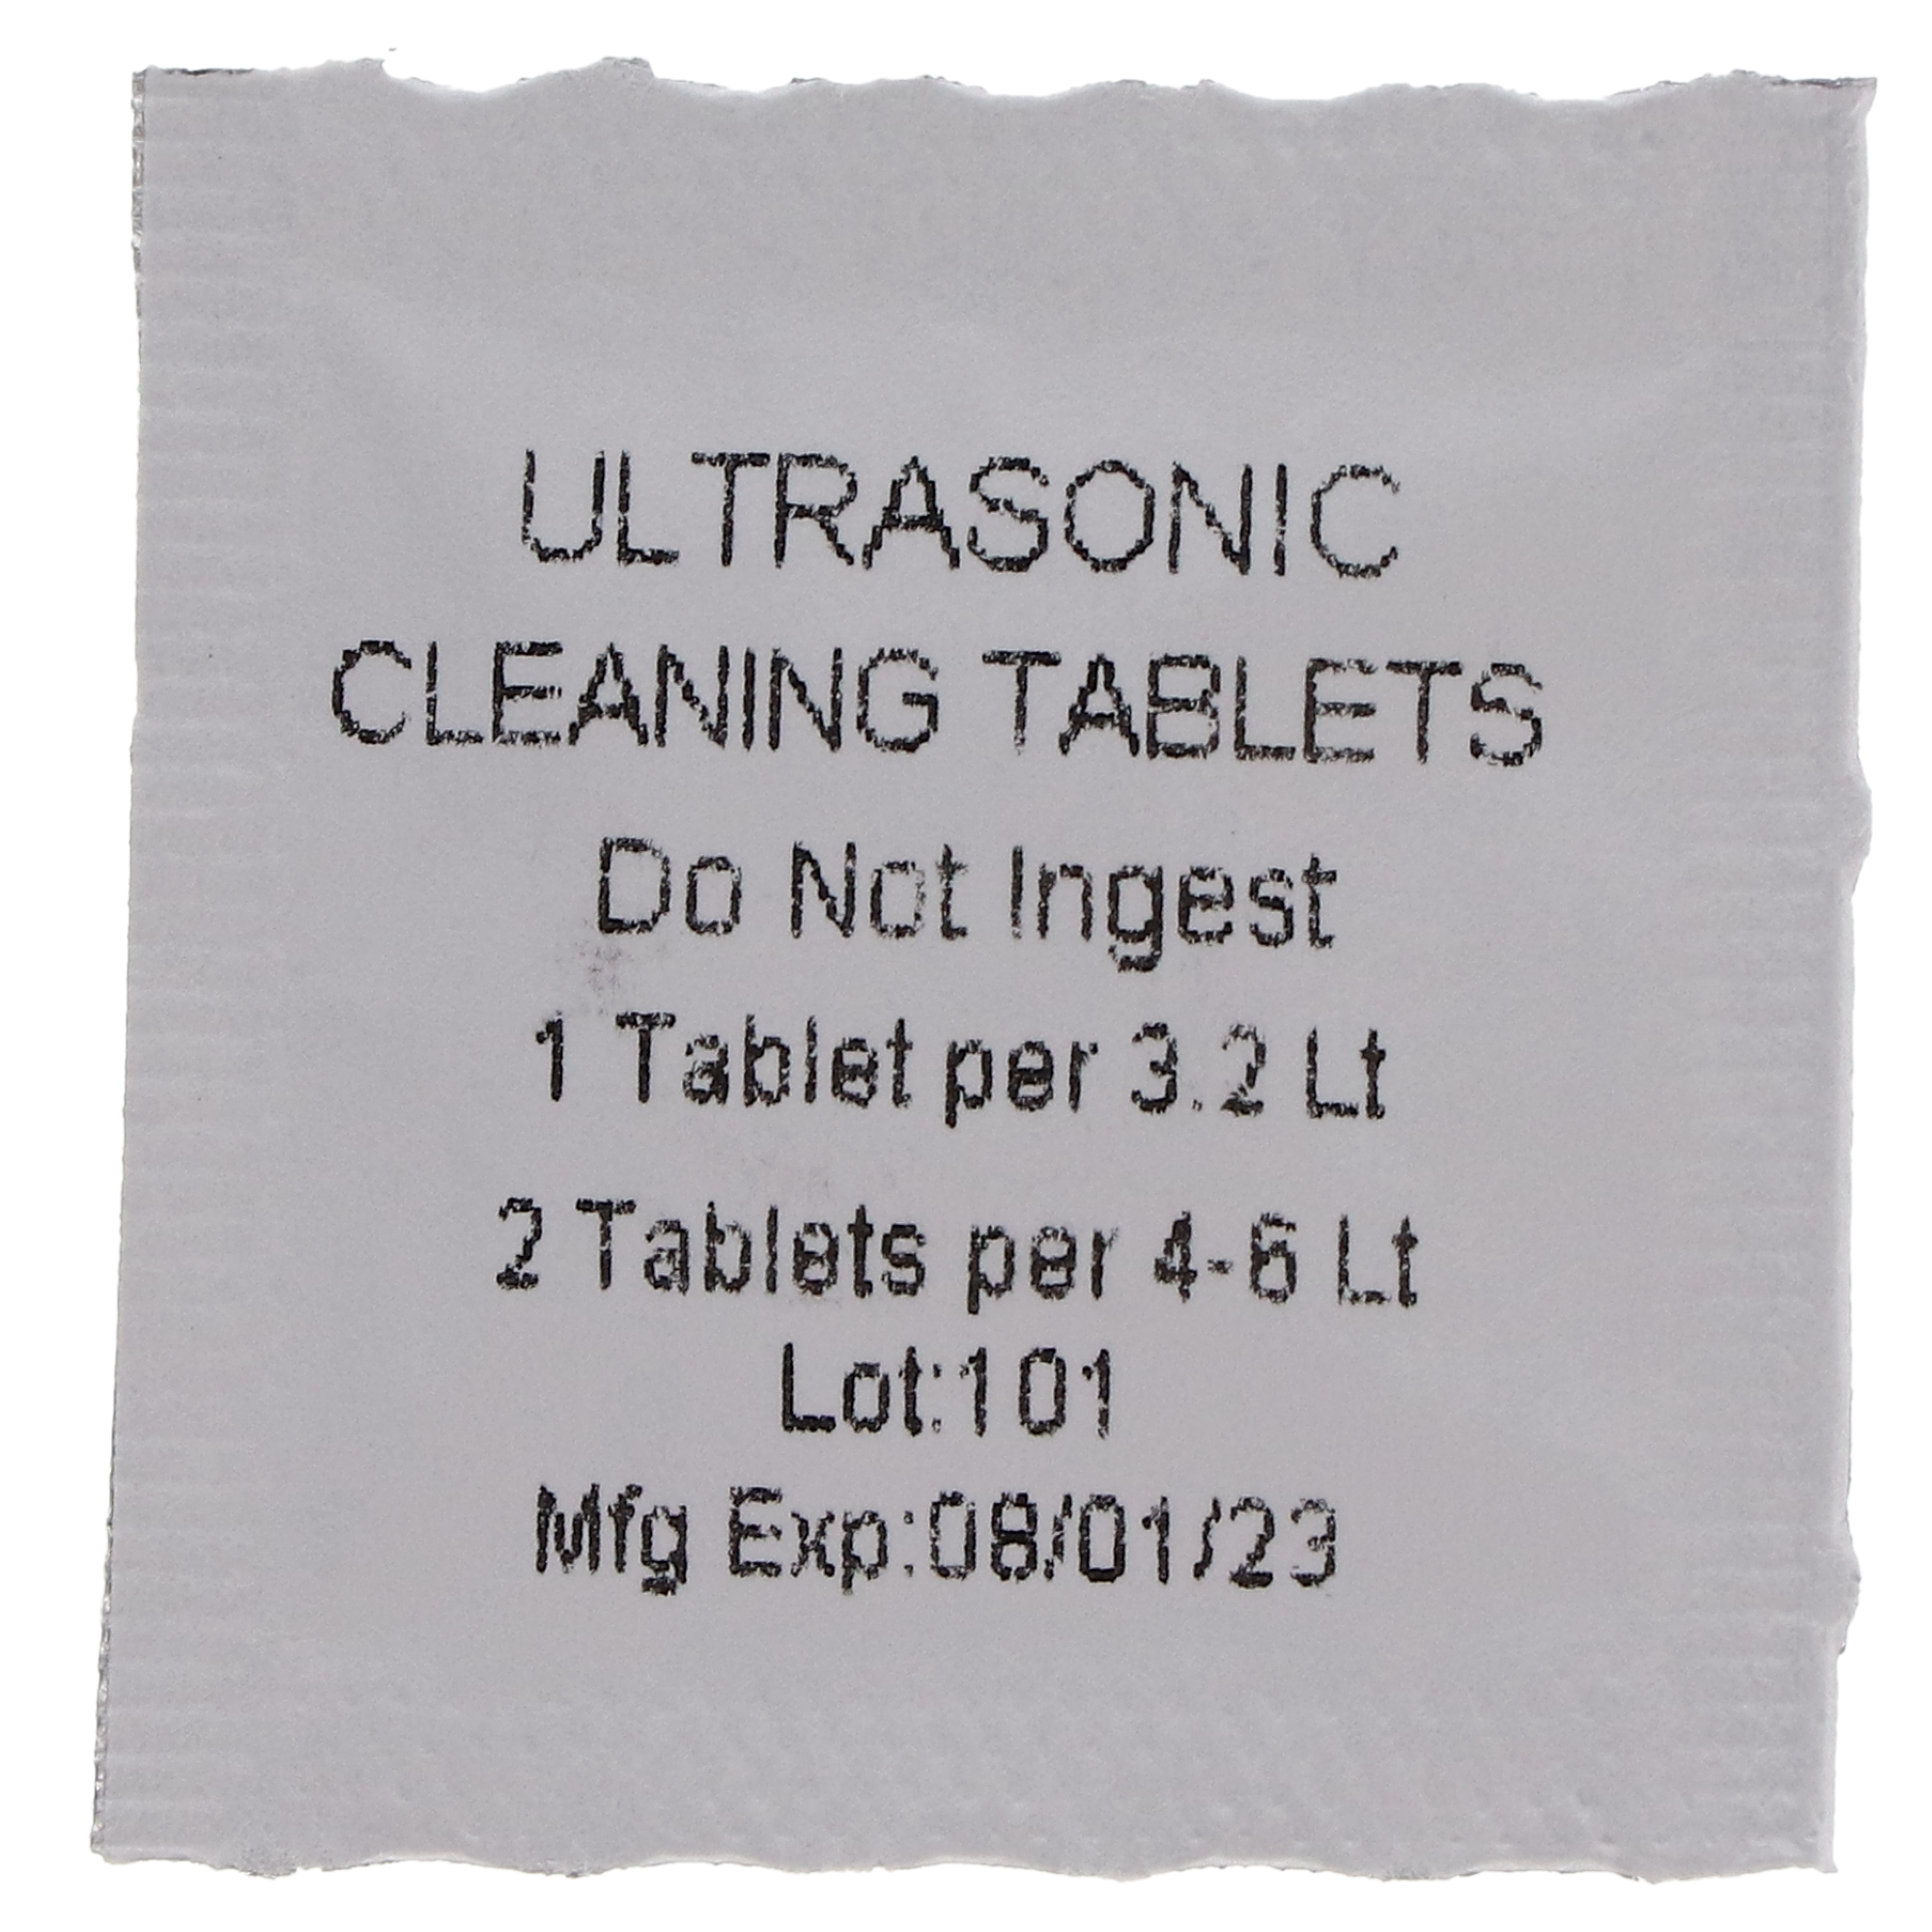 ULTRASONIC
CLEANING TABLETS
Do Not Ingest
1 Tablet per 3.2 Lt
2 Tablets per 4-6 Lt
Lot:101
Mfg Exp:08/01/23